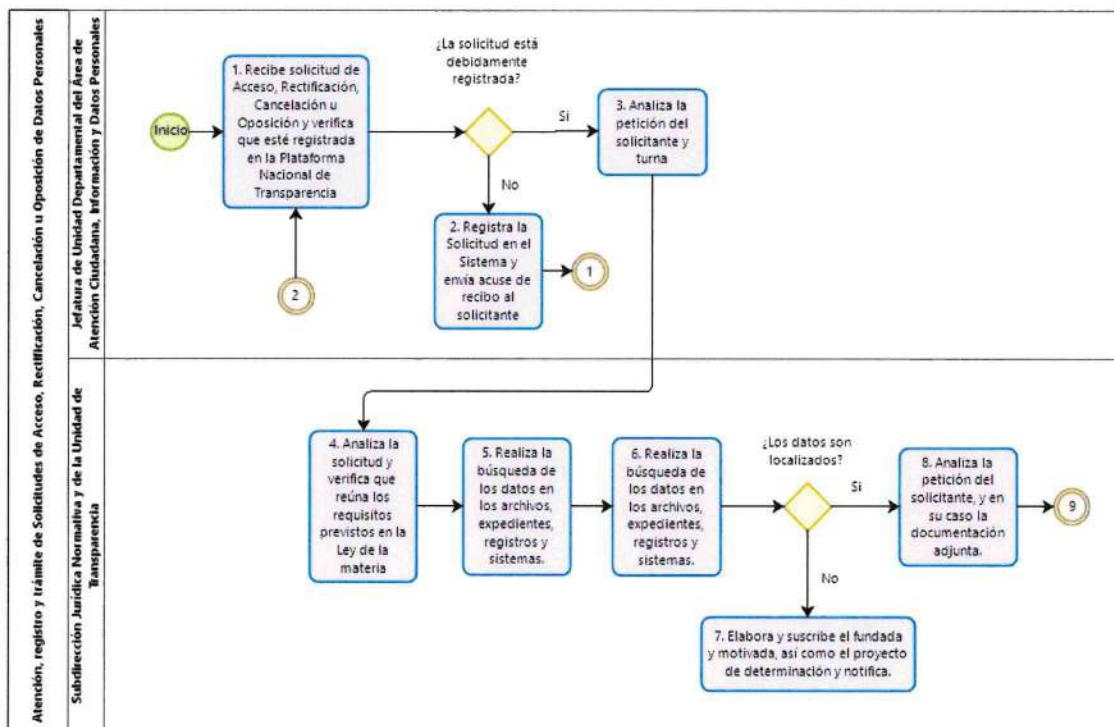 Atención, registro y trámite de Solicitudes de Acceso, Rectificación, Cancelación u Oposición de Datos Personales
Jefatura de Unidad Departamental del Área de
Atención Ciudadana, Información y Datos Personales
Inicio
1. Recibe solicitud de
Acceso, Rectificación,
Cancelación u
Oposición y verifica
que esté registrada
en la Plataforma
Nacional de
Transparencia
2
¿La solicitud está
debidamente
registrada?
Si
No
2. Registra la
Solicitud en el
Sistema y
envía acuse de
recibo al
solicitante
1
3. Analiza la
petición del
solicitante y
turna
Subdirección Jurídica Normativa y de la Unidad de
Transparencia
4. Analiza la
solicitud y
verifica que
reúna los
requisitos
previstos en la
Ley de la
materia
5. Realiza la
búsqueda de
los datos en
los archivos,
expedientes,
registros y
sistemas.
6. Realiza la
búsqueda de
los datos en
los archivos,
expedientes,
registros y
sistemas.
¿Los datos son
localizados?
Si
No
7. Elabora y suscribe el fundada
y motivada, así como el proyecto
de determinación y notifica.
8. Analiza la
petición del
solicitante, y en
su caso la
documentación
adjunta.
9